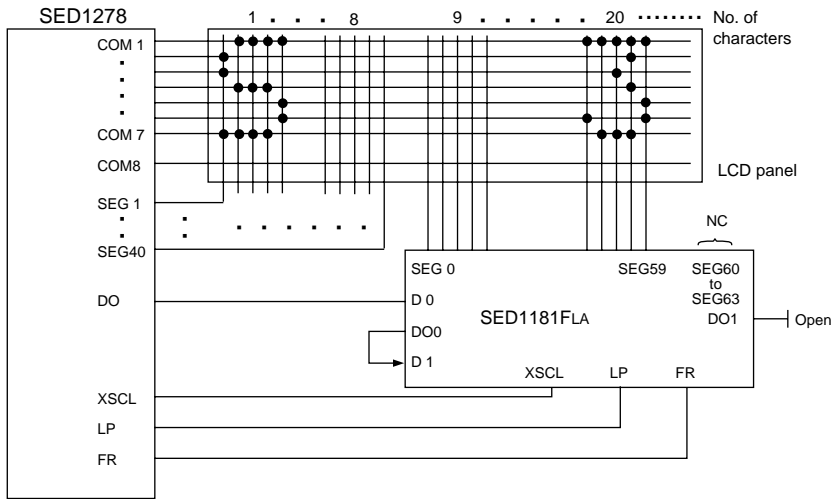 SED1278
1 · · · 8 9 · · · · 20 ········ No. of
characters
COM 1
COM 7
COM8
LCD panel
SEG 1
SEG40
NC
SEG 0 SEG59 SEG60
to
SEG63
DO D 0
SED1181FLA DO1 Open
DO0
D 1
XSCL LP FR
XSCL
LP
FR